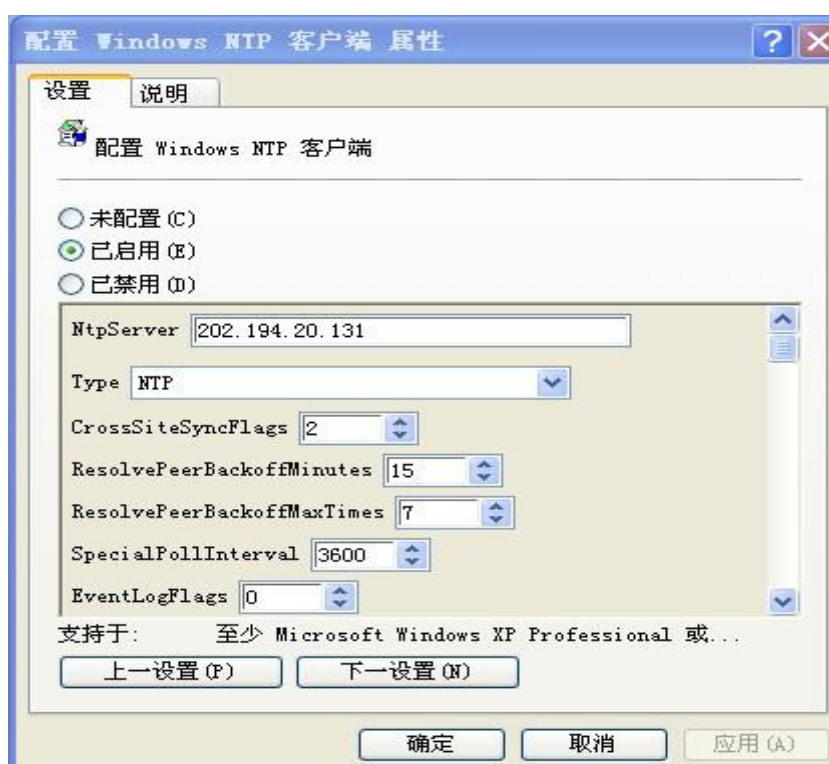 配置 Windows NTP 客户端 属性
设置 说明
配置 Windows NTP 客户端
未配置(C)
已启用(E)
已禁用(D)
NtpServer 202.194.20.131
Type NTP
CrossSiteSyncFlags 2
ResolvePeerBackoffMinutes 15
ResolvePeerBackoffMaxTimes 7
SpecialPollInterval 3600
EventLogFlags 0
支持于: 至少 Microsoft Windows XP Professional 或...
上一设置(P) 下一设置(N)
确定 取消 应用(A)